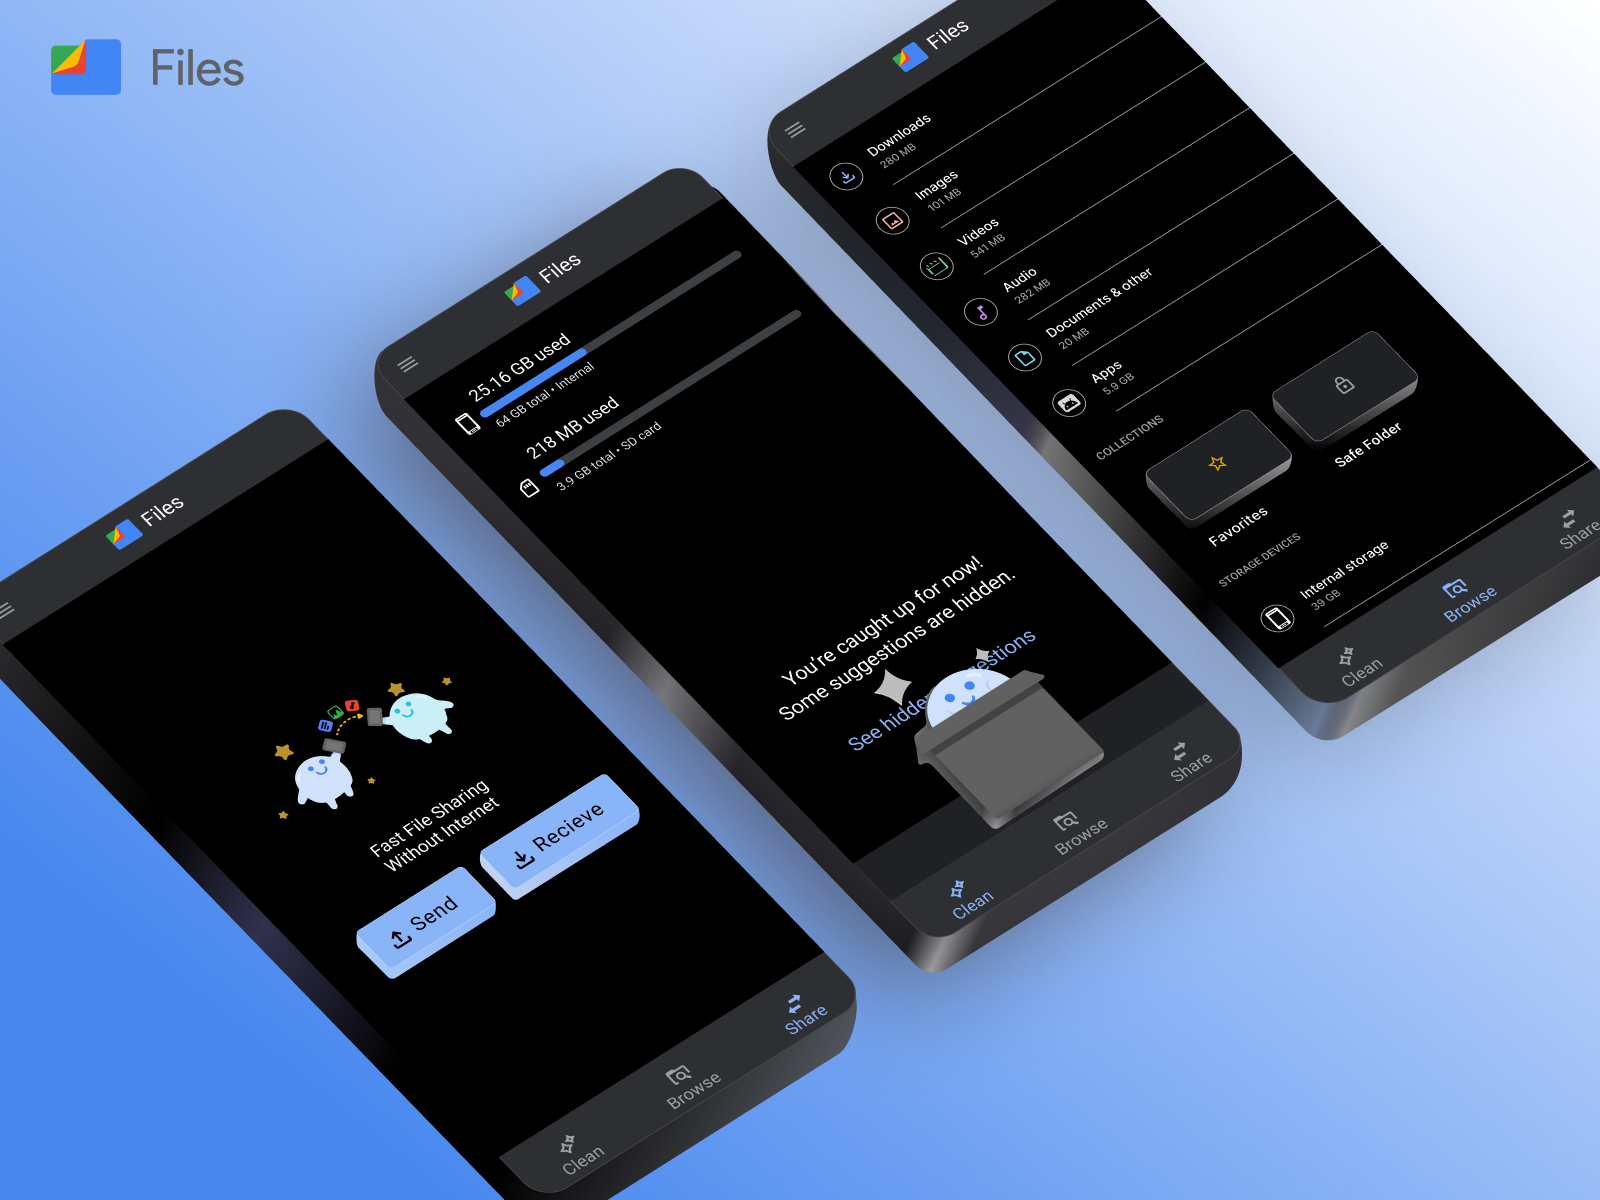 Files
Files
Fast File Sharing
Without Internet
Send
Recieve
Clean
Browse
Share
Files
25.16 GB used
64 GB total • Internal
218 MB used
3.9 GB total • SD card
You're caught up for now!
Some suggestions are hidden.
See hidden suggestions
Clean
Browse
Share
Files
Downloads
280 MB
Images
101 MB
Videos
541 MB
Audio
282 MB
Documents & other
20 MB
Apps
5.9 GB
COLLECTIONS
Favorites
Safe Folder
STORAGE DEVICES
Internal storage
39 GB
Clean
Browse
Share